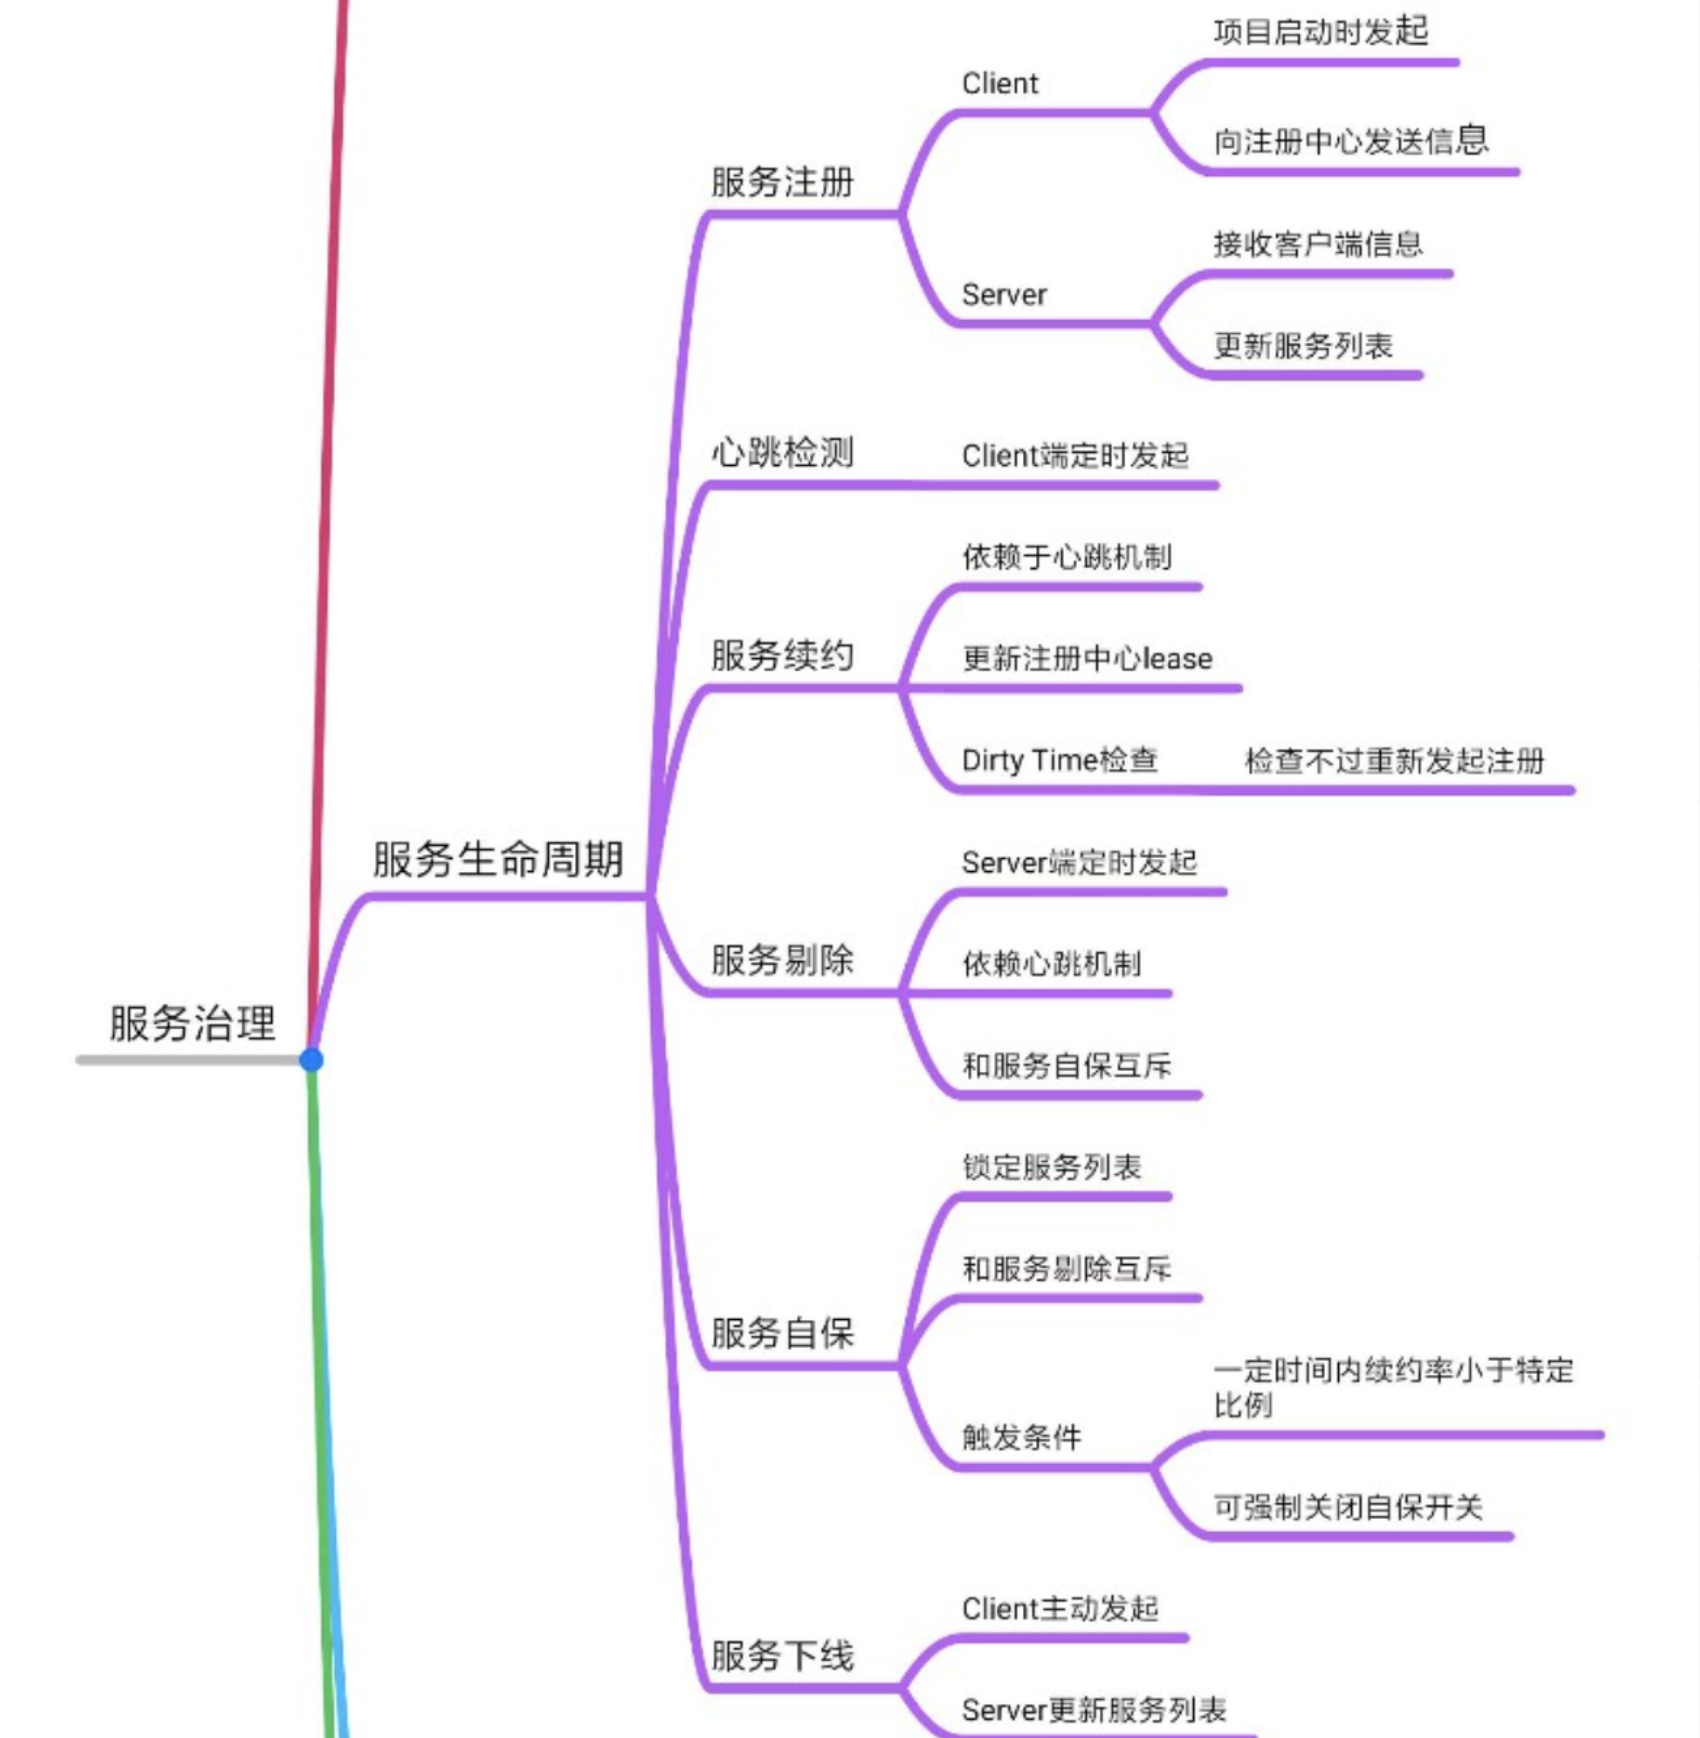 服务治理
服务生命周期
服务注册
Client
项目启动时发起
向注册中心发送信息
Server
接收客户端信息
更新服务列表
心跳检测
Client端定时发起
服务续约
依赖于心跳机制
更新注册中心lease
Dirty Time检查
检查不过重新发起注册
服务剔除
Server端定时发起
依赖心跳机制
和服务自保互斥
服务自保
锁定服务列表
和服务剔除互斥
触发条件
一定时间内续约率小于特定
比例
可强制关闭自保开关
服务下线
Client主动发起
Server更新服务列表